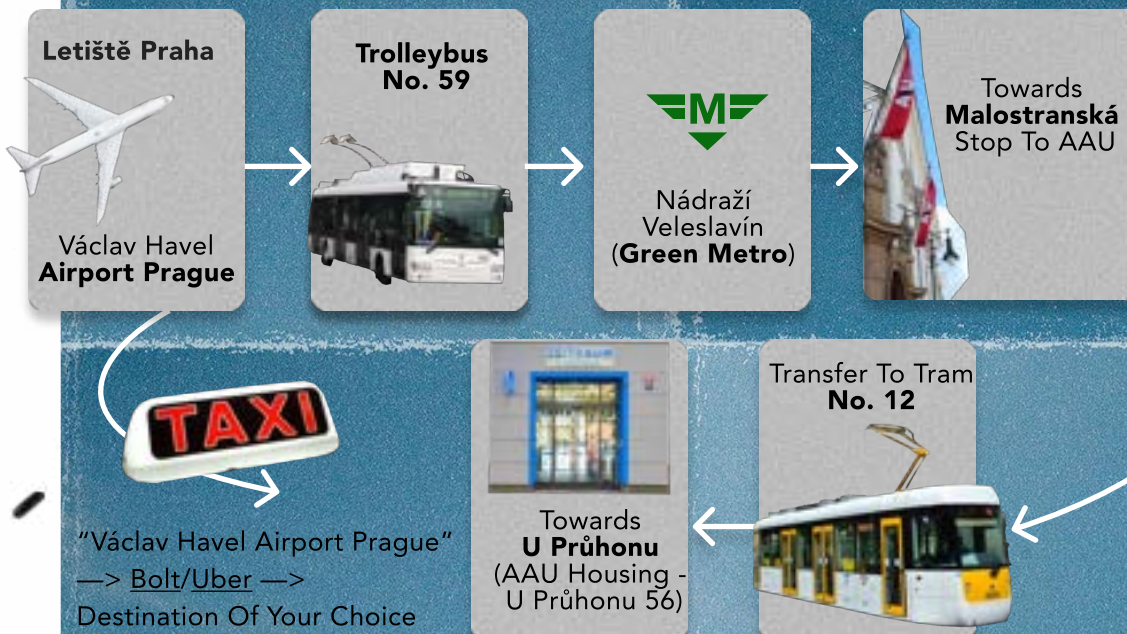 Letiště Praha
Václav Havel
Airport Prague
Trolleybus
No. 59
M
Nádraží
Veleslavín
(Green Metro)
Towards
Malostranská
Stop To AAU
Transfer To Tram
No. 12
Towards
U Průhonu
(AAU Housing -
U Průhonu 56)
TAXI
“Václav Havel Airport Prague”
—> Bolt/Uber —>
Destination Of Your Choice